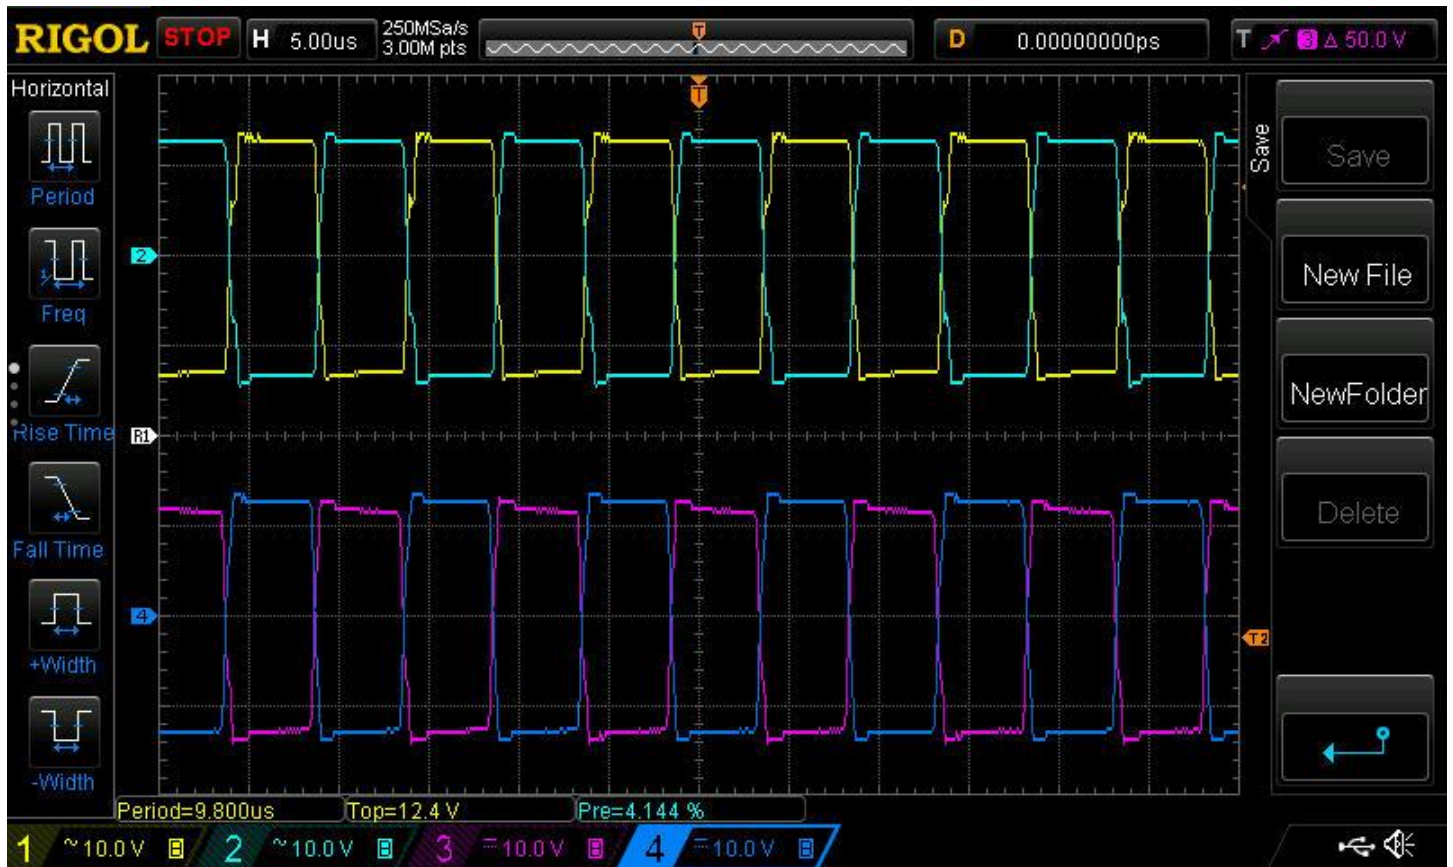 RIGOL STOP H 5.00us 250MSa/s
3.00M pts
T
D 0.00000000ps
T 3 Δ 50.0 V
Horizontal
T
Save
Save
Period
2
New File
Freq
NewFolder
Rise Time
R1
Delete
Fall Time
4
T2
+Width
-Width
Period=9.800us Top=12.4 V Pre=4.144 %
1 ~10.0 V B 2 ~10.0 V B 3 10.0 V B 4 10.0 V B